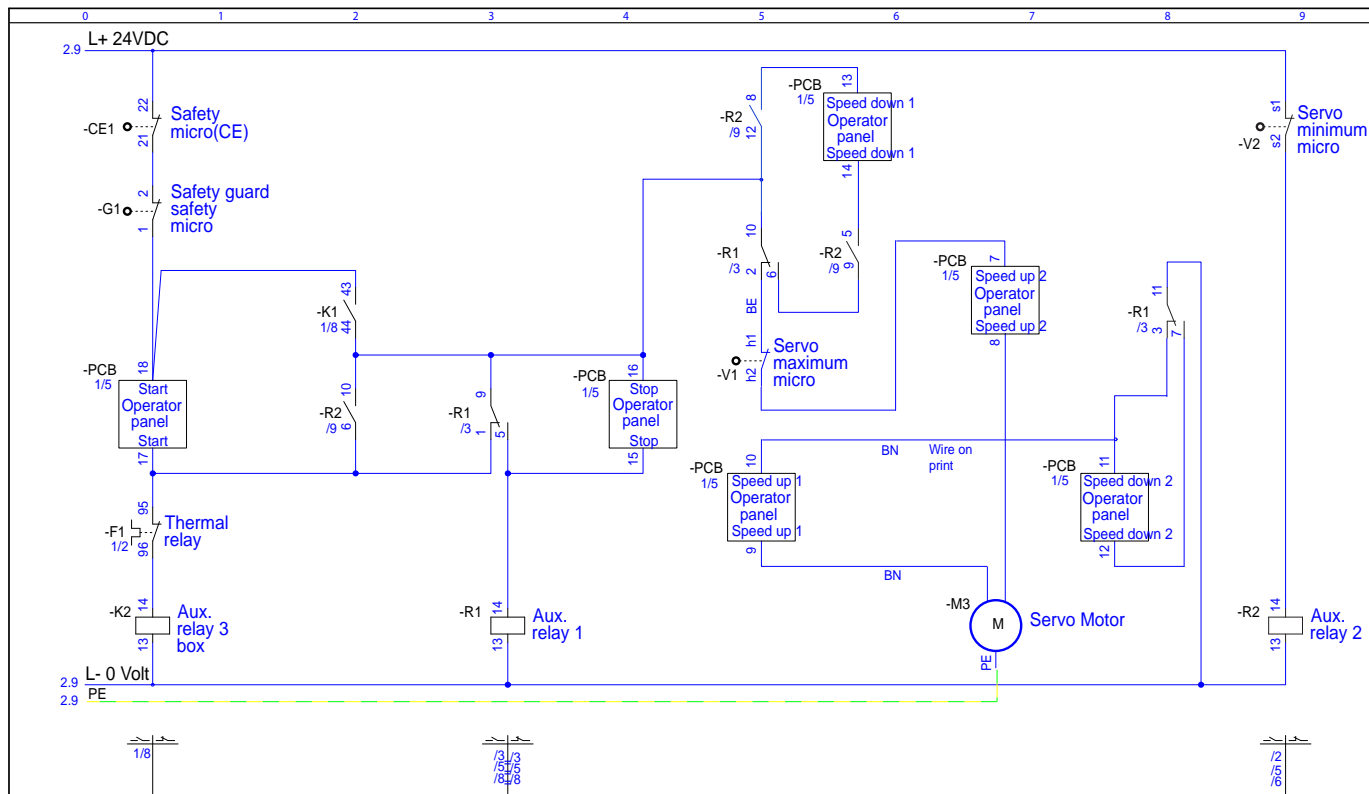 0 1 2 3 4 5 6 7 8 9
L+ 24VDC
2.9
22
-CE1
21
Safety
micro(CE)
2
-G1
1
Safety guard
safety
micro
43
-K1
1/8
44
18
-PCB
1/5
Start
Operator
panel
Start
17
10
-R2
/9
6
9
-R1
/3
1
5
16
-PCB
1/5
Stop
Operator
panel
Stop
15
8
-R2
/9
12
13
-PCB
1/5
Speed down 1
Operator
panel
Speed down 1
14
10
-R1
/3
2
6
5
-R2
/9
9
BE
h1
-V1
h2
Servo
maximum
micro
7
-PCB
1/5
Speed up 2
Operator
panel
Speed up 2
8
11
-R1
/3
3
7
s1
-V2
s2
Servo
minimum
micro
BN
Wire on
print
10
-PCB
1/5
Speed up 1
Operator
panel
Speed up 1
9
BN
11
-PCB
1/5
Speed down 2
Operator
panel
Speed down 2
12
95
-F1
1/2
96
Thermal
relay
14
-K2
13
Aux.
relay 3
box
14
-R1
13
Aux.
relay 1
-M3
M
Servo Motor
PE
14
-R2
13
Aux.
relay 2
L- 0 Volt
2.9
PE
2.9
1/8
/3 /3
/5 /5
/8 /8
/2
/5
/6